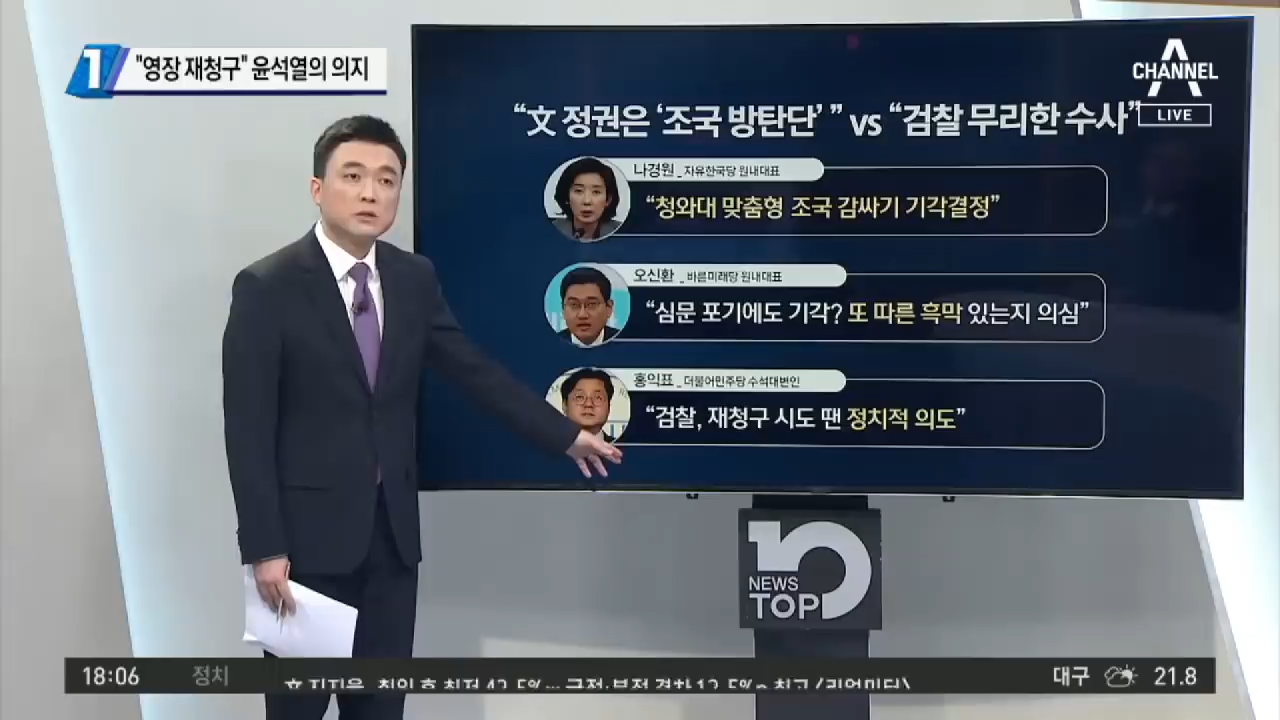 1 "영장 재청구" 윤석열의 의지
CHANNEL A
LIVE
“文 정권은 ‘조국 방탄단’ ” vs “검찰 무리한 수사”
나경원 _ 자유한국당 원내대표
“청와대 맞춤형 조국 감싸기 기각결정”
오신환 _ 바른미래당 원내대표
“심문 포기에도 기각? 또 따른 흑막 있는지 의심”
홍익표 _ 더불어민주당 수석대변인
“검찰, 재청구 시도 땐 정치적 의도”
NEWS
TOP10
18:06 정치
대구 21.8